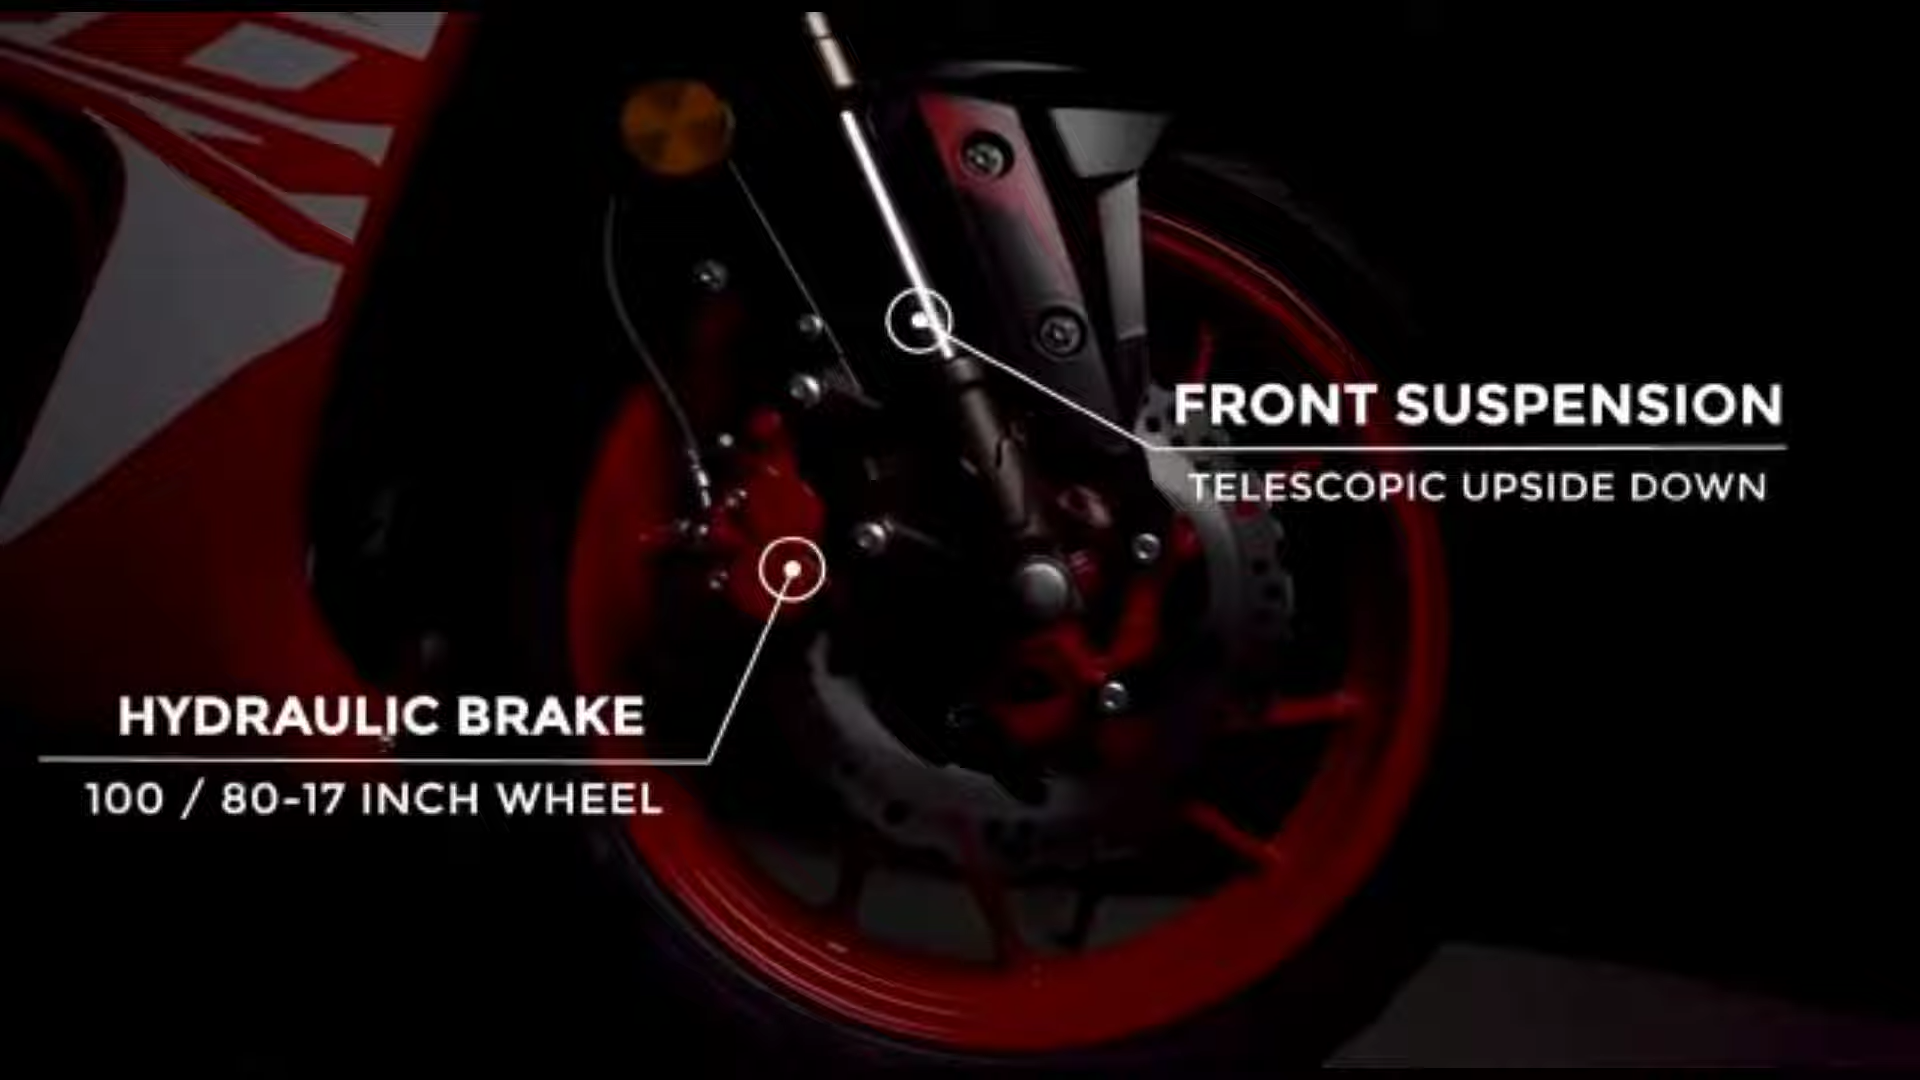 FRONT SUSPENSION
TELESCOPIC UPSIDE DOWN
HYDRAULIC BRAKE
100 / 80-17 INCH WHEEL